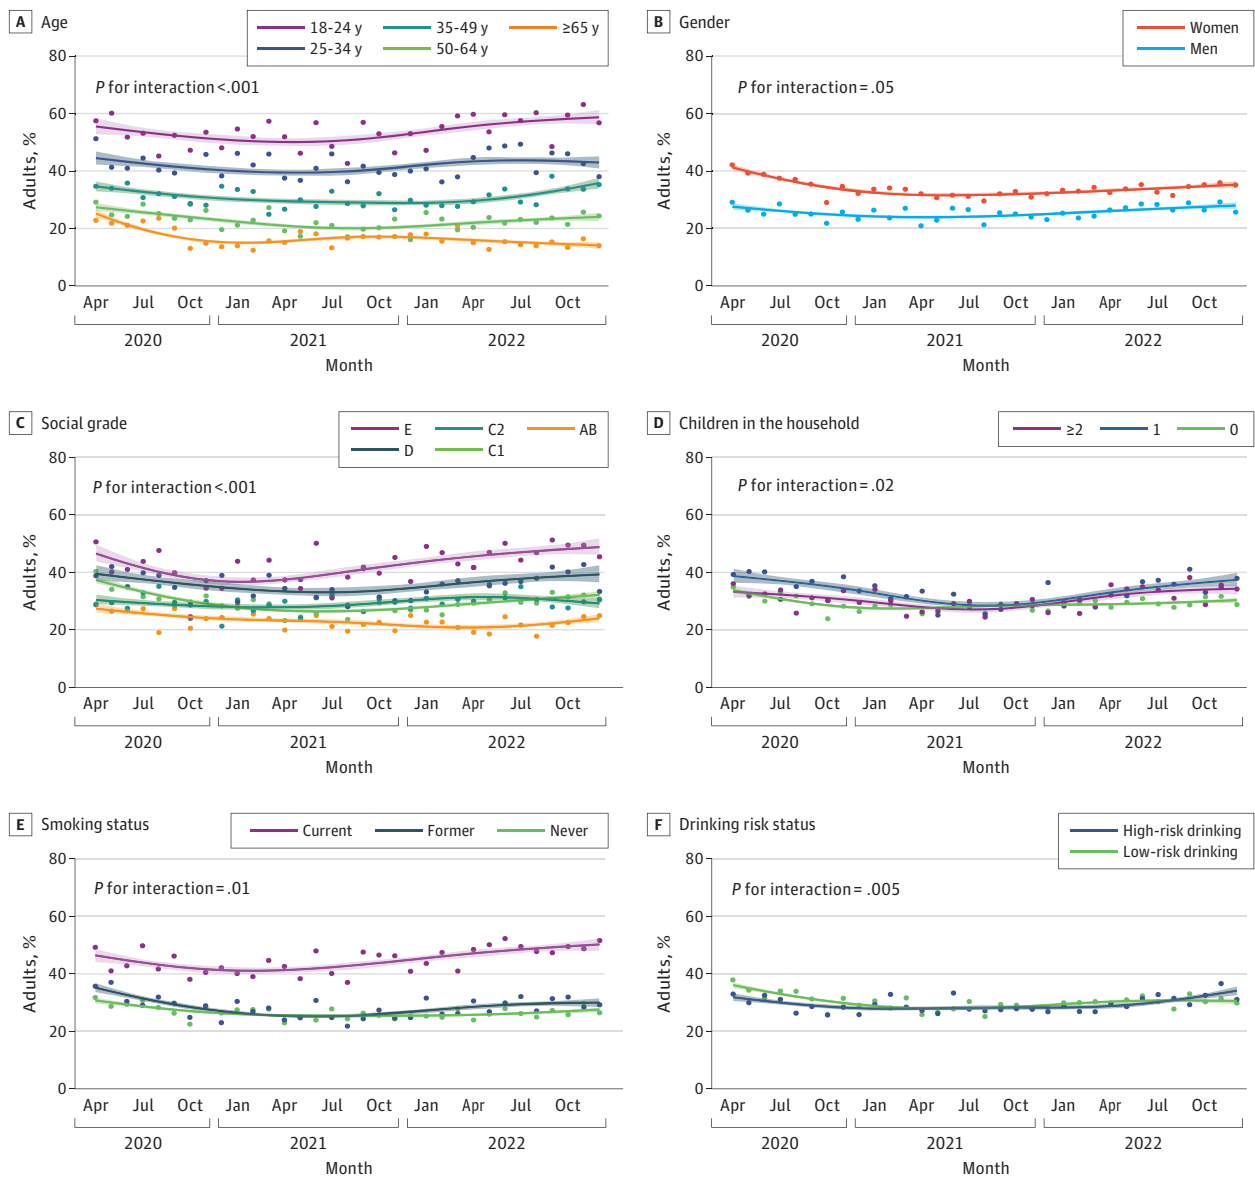 A Age
18-24 y 35-49 y ≥65 y
25-34 y 50-64 y
P for interaction <.001
80
60
40
20
0
Adults, %
Apr Jul Oct Jan Apr Jul Oct Jan Apr Jul Oct
2020 2021 2022
Month
B Gender
Women
Men
P for interaction = .05
80
60
40
20
0
Adults, %
Apr Jul Oct Jan Apr Jul Oct Jan Apr Jul Oct
2020 2021 2022
Month
C Social grade
E C2 AB
D C1
P for interaction <.001
80
60
40
20
0
Adults, %
Apr Jul Oct Jan Apr Jul Oct Jan Apr Jul Oct
2020 2021 2022
Month
D Children in the household
≥2 1 0
P for interaction = .02
80
60
40
20
0
Adults, %
Apr Jul Oct Jan Apr Jul Oct Jan Apr Jul Oct
2020 2021 2022
Month
E Smoking status
Current Former Never
P for interaction = .01
80
60
40
20
0
Adults, %
Apr Jul Oct Jan Apr Jul Oct Jan Apr Jul Oct
2020 2021 2022
Month
F Drinking risk status
High-risk drinking
Low-risk drinking
P for interaction = .005
80
60
40
20
0
Adults, %
Apr Jul Oct Jan Apr Jul Oct Jan Apr Jul Oct
2020 2021 2022
Month